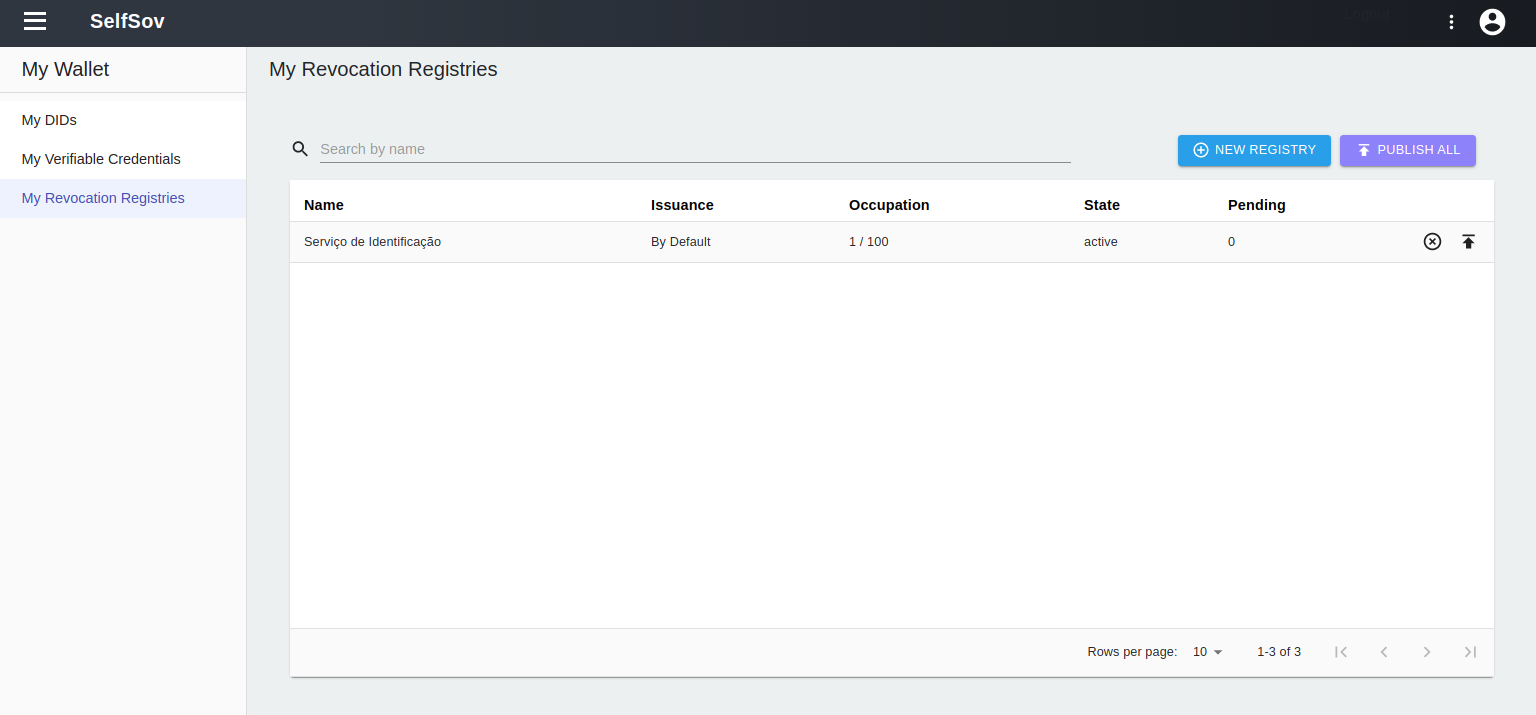 SelfSov
Logout
My Wallet
My Revocation Registries
My DIDs
My Verifiable Credentials
My Revocation Registries
Search by name
NEW REGISTRY
PUBLISH ALL
Name Issuance Occupation State Pending
Serviço de Identificação By Default 1 / 100 active 0
Rows per page: 10 1-3 of 3